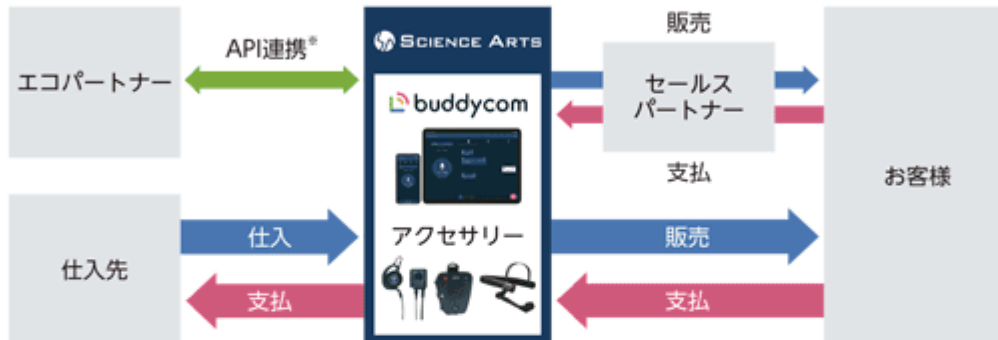 エコパートナー
API連携※
SCIENCE ARTS
buddycom
アクセサリー
販売
セールス
パートナー
支払
お客様
仕入先
仕入
支払
販売
支払